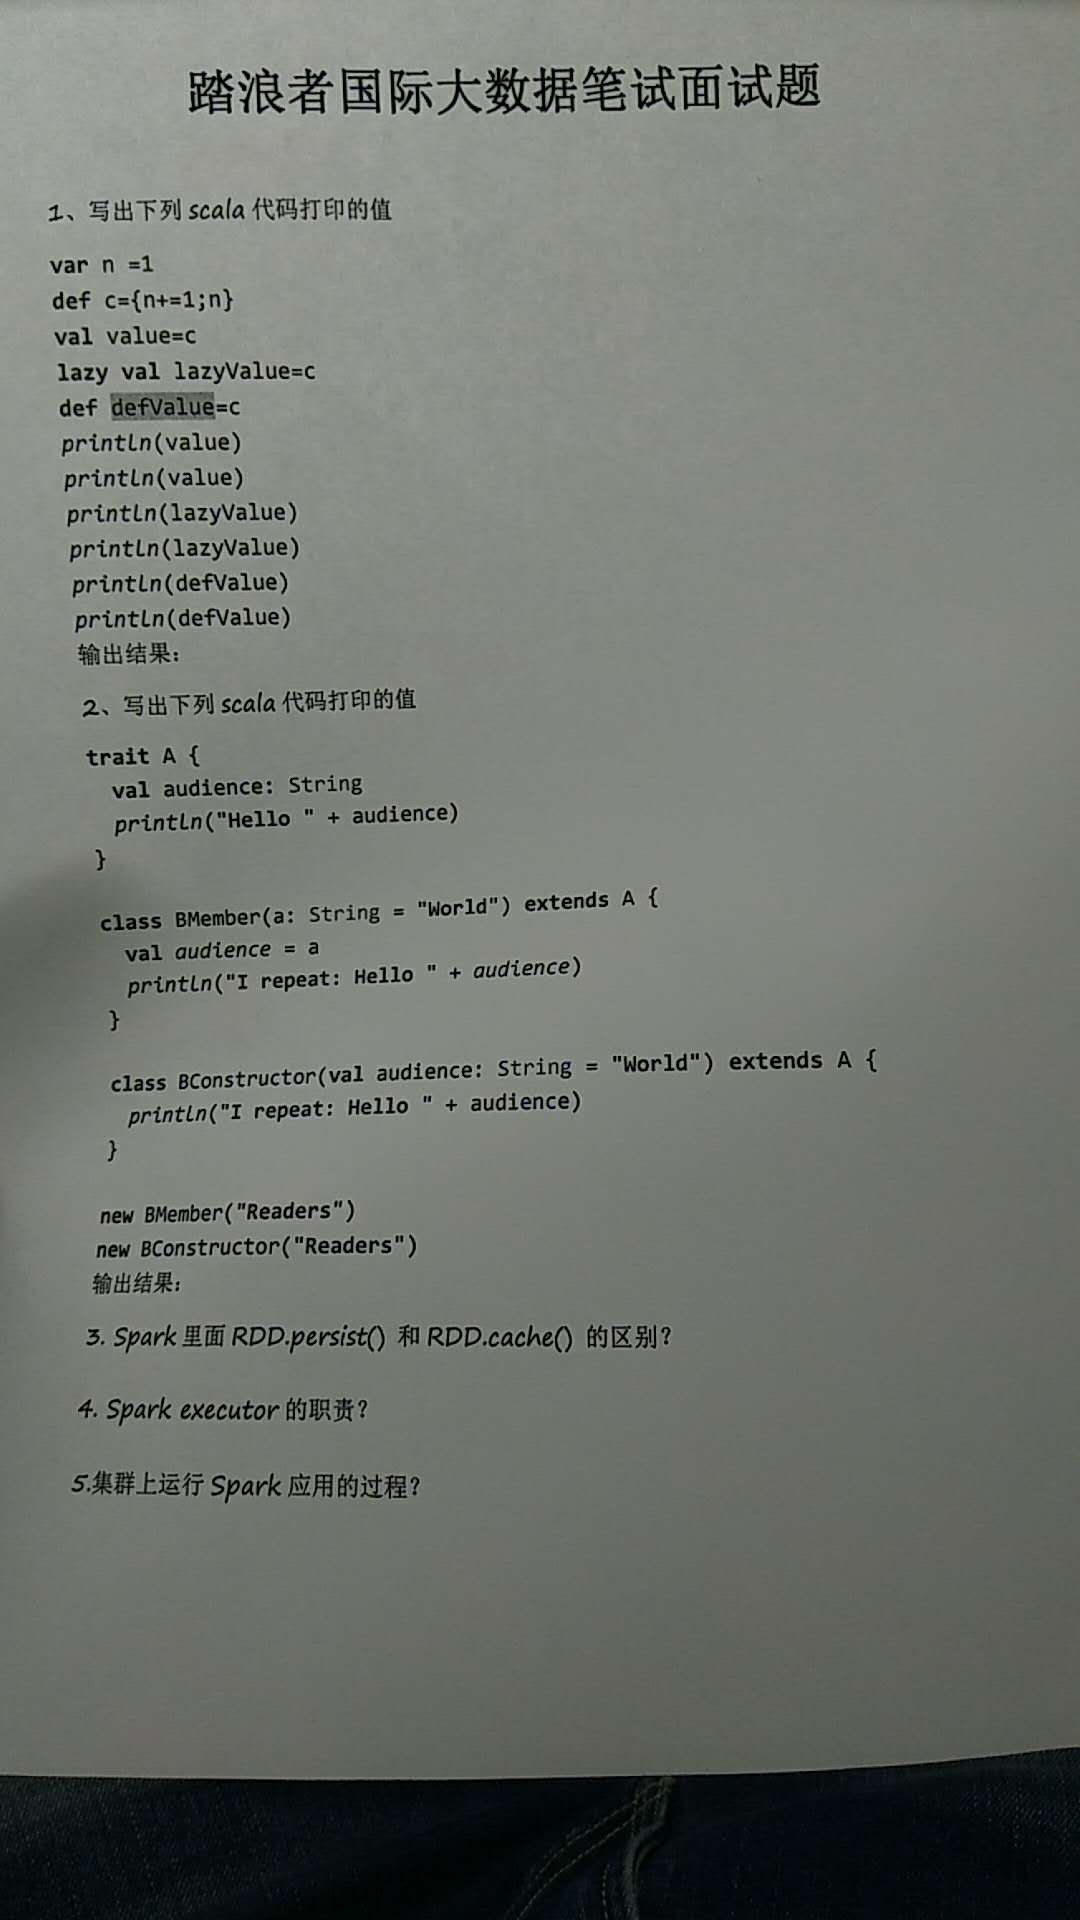 踏浪者国际大数据笔试面试题
1、写出下列 scala 代码打印的值
var n =1
def c={n+=1;n}
val value=c
lazy val lazyValue=c
def defValue=c
println(value)
println(value)
println(lazyValue)
println(lazyValue)
println(defValue)
println(defValue)
输出结果:
2、写出下列 scala 代码打印的值
trait A {
  val audience: String
  println("Hello " + audience)
}
class BMember(a: String = "World") extends A {
  val audience = a
  println("I repeat: Hello " + audience)
}
class BConstructor(val audience: String = "World") extends A {
  println("I repeat: Hello " + audience)
}
new BMember("Readers")
new BConstructor("Readers")
输出结果:
3. Spark 里面 RDD.persist() 和 RDD.cache() 的区别?
4. Spark executor 的职责?
5.集群上运行 Spark 应用的过程?